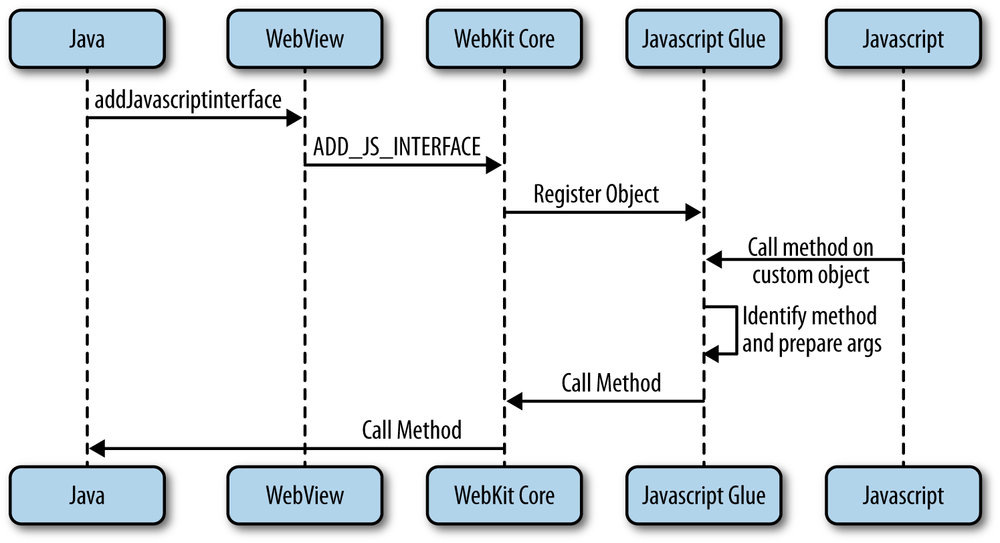 Java
WebView
WebKit Core
Javascript Glue
Javascript
addJavascriptinterface
ADD_JS_INTERFACE
Register Object
Call method on
custom object
Identify method
and prepare args
Call Method
Call Method
Java
WebView
WebKit Core
Javascript Glue
Javascript